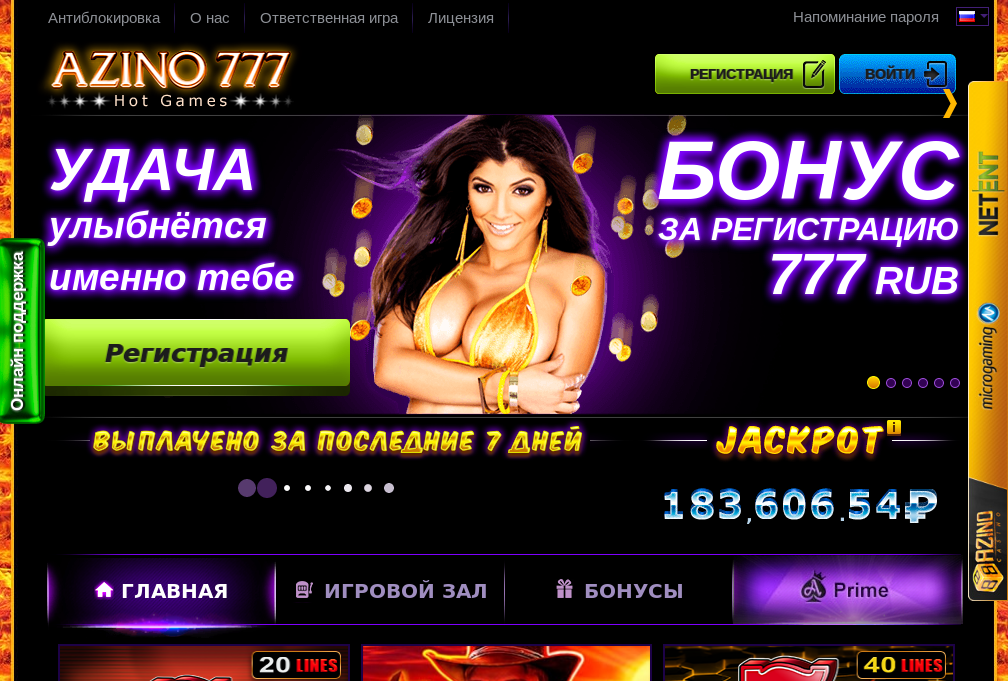 Антиблокировка О нас Ответственная игра Лицензия Напоминание пароля
AZINO 777
Hot Games
РЕГИСТРАЦИЯ ВОЙТИ
УДАЧА
улыбнётся
именно тебе
Регистрация
БОНУС
ЗА РЕГИСТРАЦИЮ
777 RUB
Онлайн поддержка
NETENT
microgaming
BARZINO
CASINO
ВЫПЛАЧЕНО ЗА ПОСЛЕДНИЕ 7 ДНЕЙ
JACKPOT i
183,606.54₽
ГЛАВНАЯ ИГРОВОЙ ЗАЛ БОНУСЫ Prime
20 LINES
40 LINES